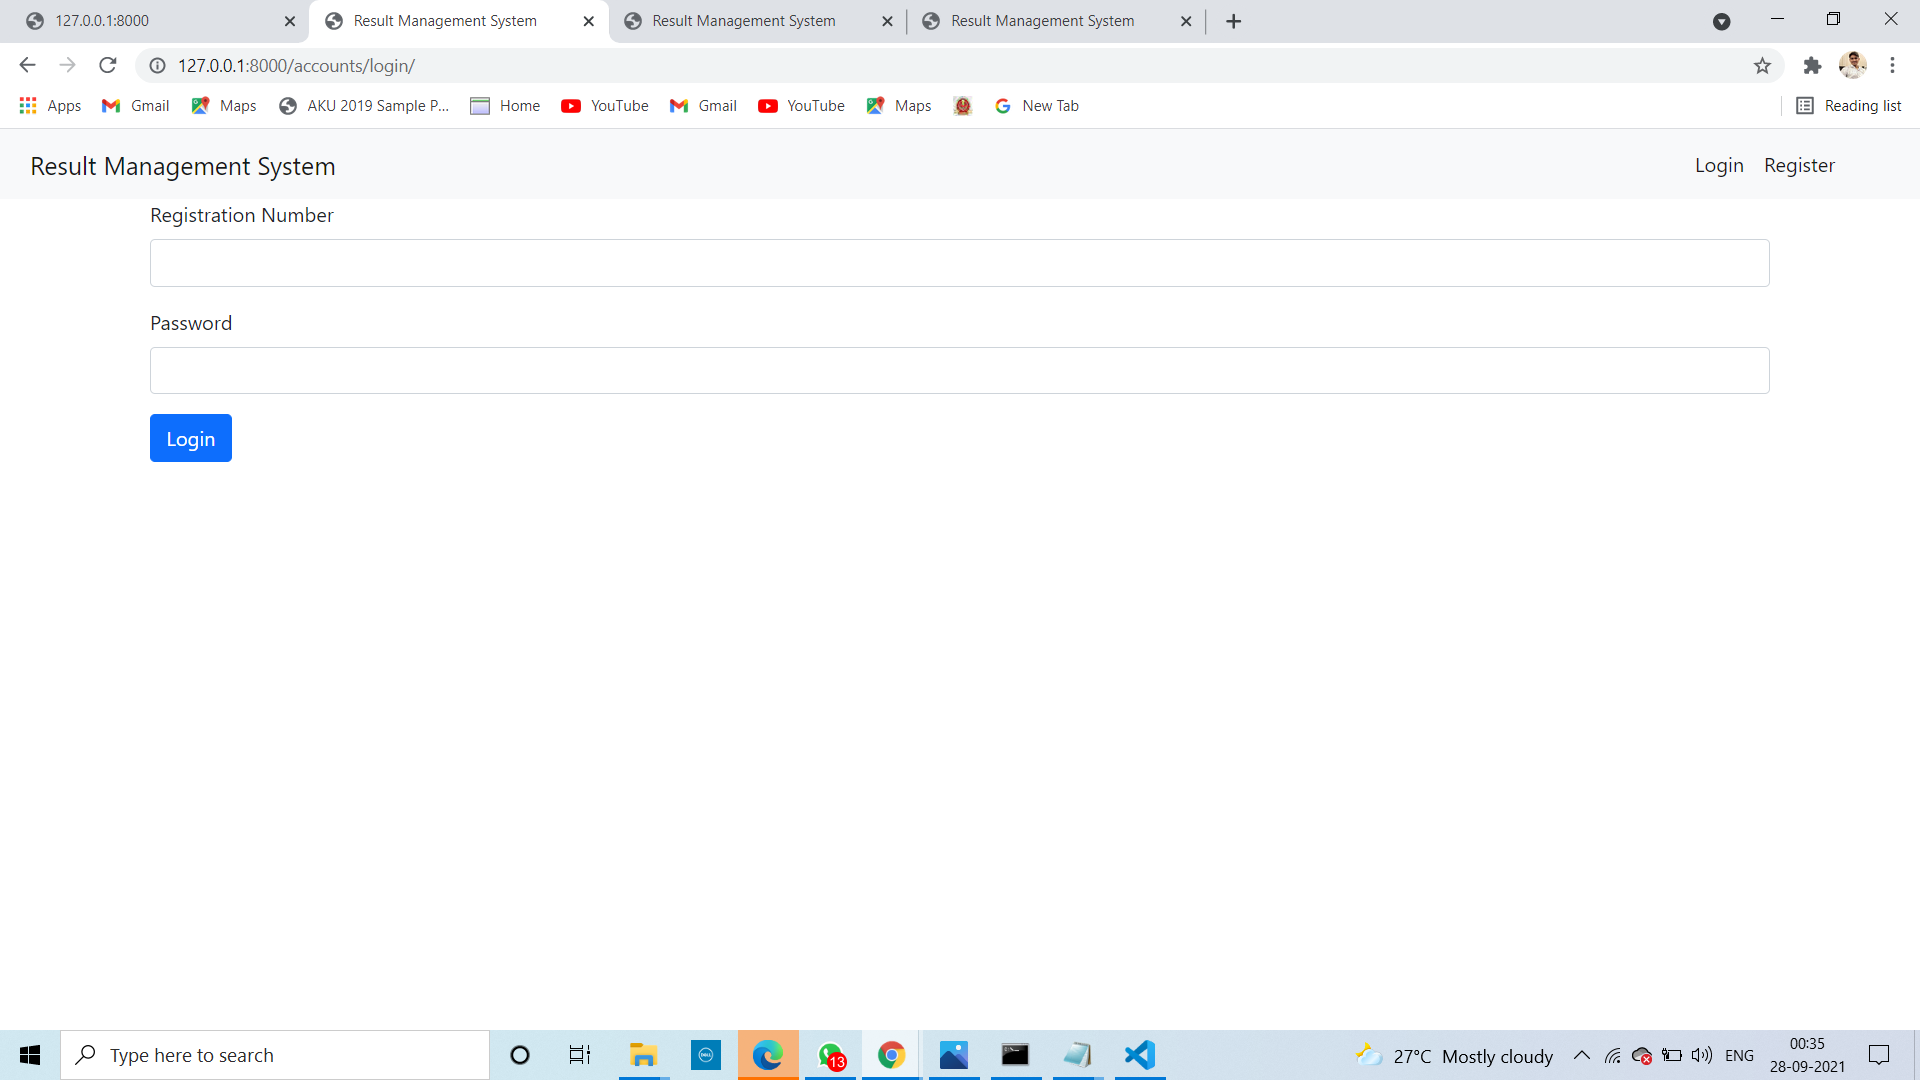 127.0.0.1:8000
Result Management System
Result Management System
Result Management System
127.0.0.1:8000/accounts/login/
Apps
Gmail
Maps
AKU 2019 Sample P...
Home
YouTube
Gmail
YouTube
Maps
New Tab
Reading list
Result Management System
Login
Register
Registration Number
Password
Login
Type here to search
DELL
13
27°C Mostly cloudy
ENG
00:35
28-09-2021